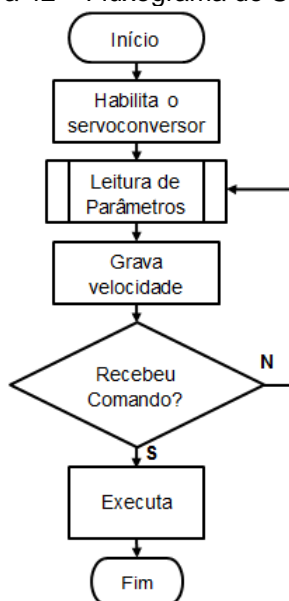 Início
Habilita o
servoconversor
Leitura de
Parâmetros
Grava
velocidade
Recebeu
Comando?
N
S
Executa
Fim